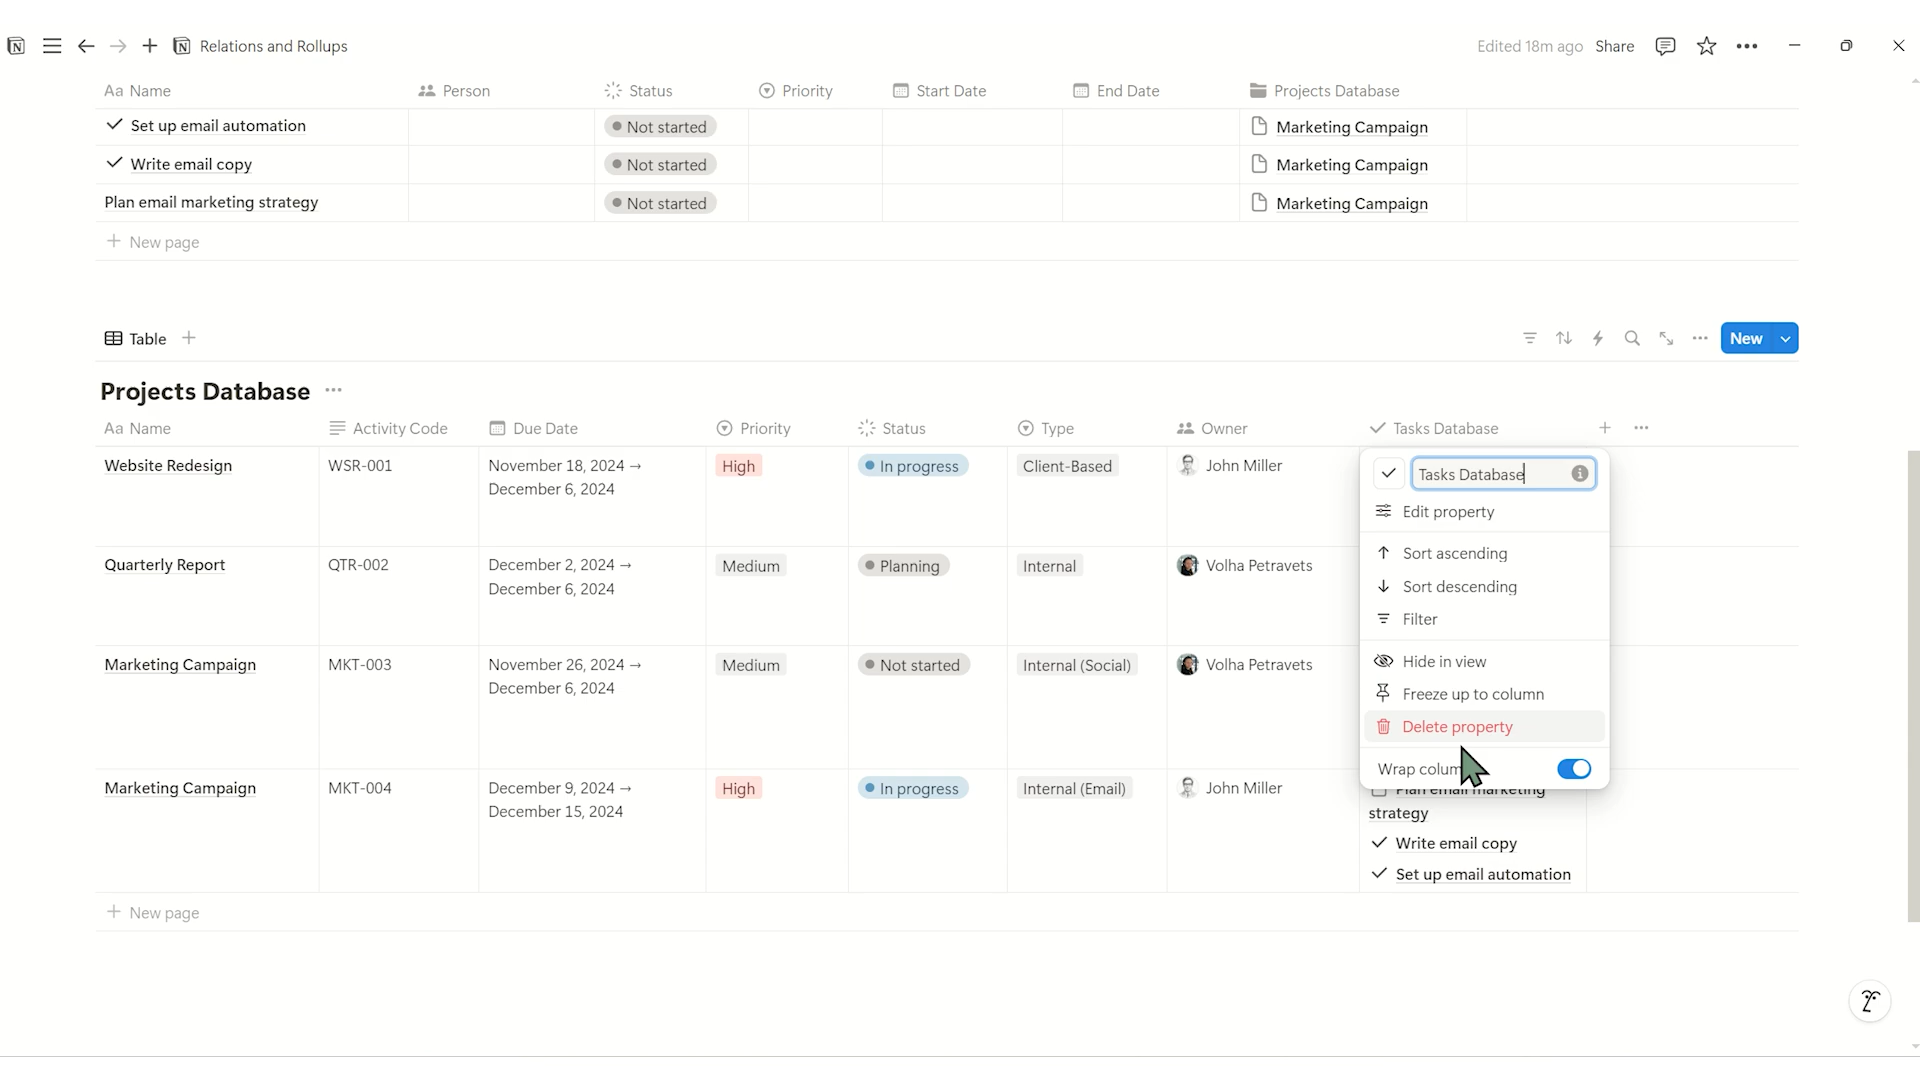 Relations and Rollups
Edited 18m ago Share
Aa Name Person Status Priority Start Date End Date Projects Database
Set up email automation Not started Marketing Campaign
Write email copy Not started Marketing Campaign
Plan email marketing strategy Not started Marketing Campaign
New page
Table
New
Projects Database
Aa Name Activity Code Due Date Priority Status Type Owner Tasks Database
Website Redesign WSR-001 November 18, 2024 → High In progress Client-Based John Miller
December 6, 2024
Quarterly Report QTR-002 December 2, 2024 → Medium Planning Internal Volha Petravets
December 6, 2024
Marketing Campaign MKT-003 November 26, 2024 → Medium Not started Internal (Social) Volha Petravets
December 6, 2024
Marketing Campaign MKT-004 December 9, 2024 → High In progress Internal (Email) John Miller
December 15, 2024
Tasks Database
Edit property
Sort ascending
Sort descending
Filter
Hide in view
Freeze up to column
Delete property
Wrap colum
Plan email marketing
strategy
Write email copy
Set up email automation
New page